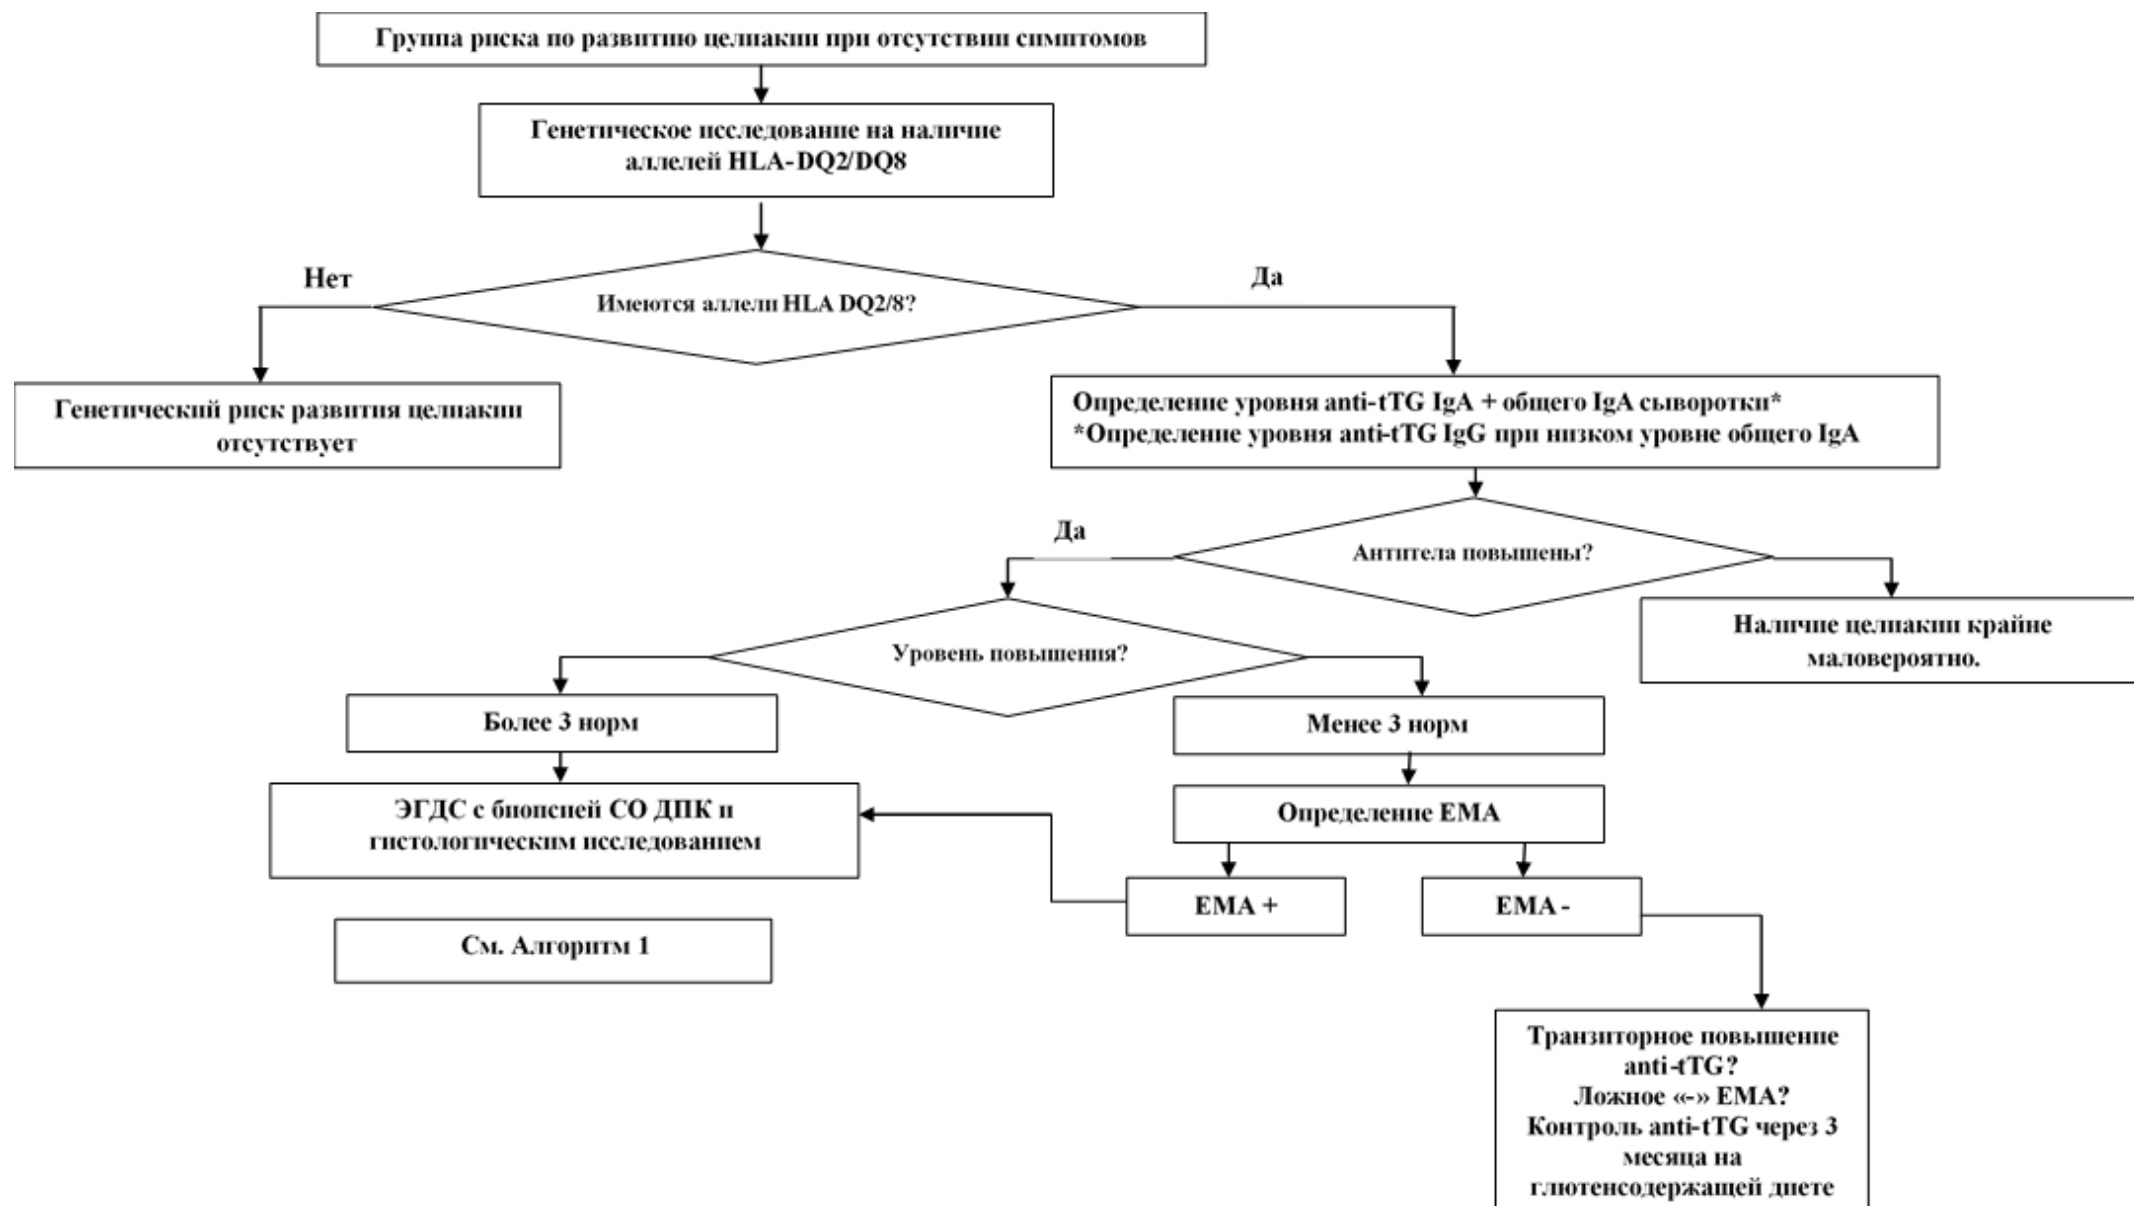 Группа риска по развитию целиакии при отсутствии симптомов
Генетическое исследование на наличие
аллелей HLA-DQ2/DQ8
Нет
Да
Имеются аллели HLA DQ2/8?
Генетический риск развития целиакии
отсутствует
Определение уровня anti-tTG IgA + общего IgA сыворотки*
*Определение уровня anti-tTG IgG при низком уровне общего IgA
Да
Антитела повышены?
Наличие целиакии крайне
маловероятно.
Уровень повышения?
Более 3 норм
Менее 3 норм
ЭГДС с биопсией СО ДПК и
гистологическим исследованием
Определение EMA
EMA +
EMA -
См. Алгоритм 1
Транзиторное повышение
anti-tTG?
Ложное «-» EMA?
Контроль anti-tTG через 3
месяца на
глютенсодержащей диете